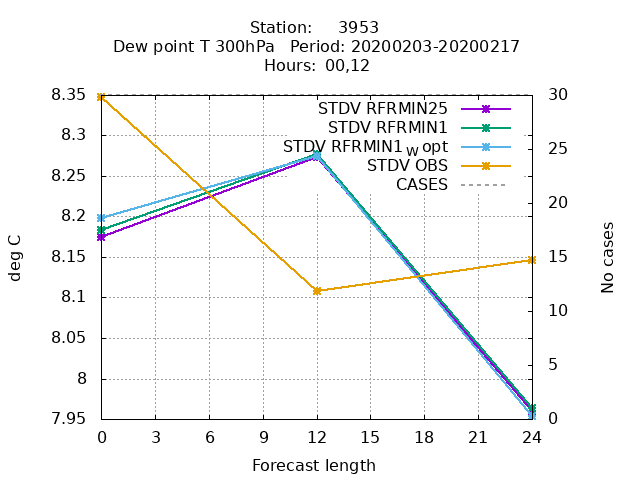 Station: 3953
Dew point T 300hPa Period: 20200203-20200217
Hours: 00,12
8.35
8.3
8.25
8.2
8.15
8.1
8.05
8
7.95
deg C
STDV RFRMIN25
STDV RFRMIN1
STDV RFRMIN1_W opt
STDV OBS
CASES
30
25
20
15
10
5
0
No cases
0 3 6 9 12 15 18 21 24
Forecast length